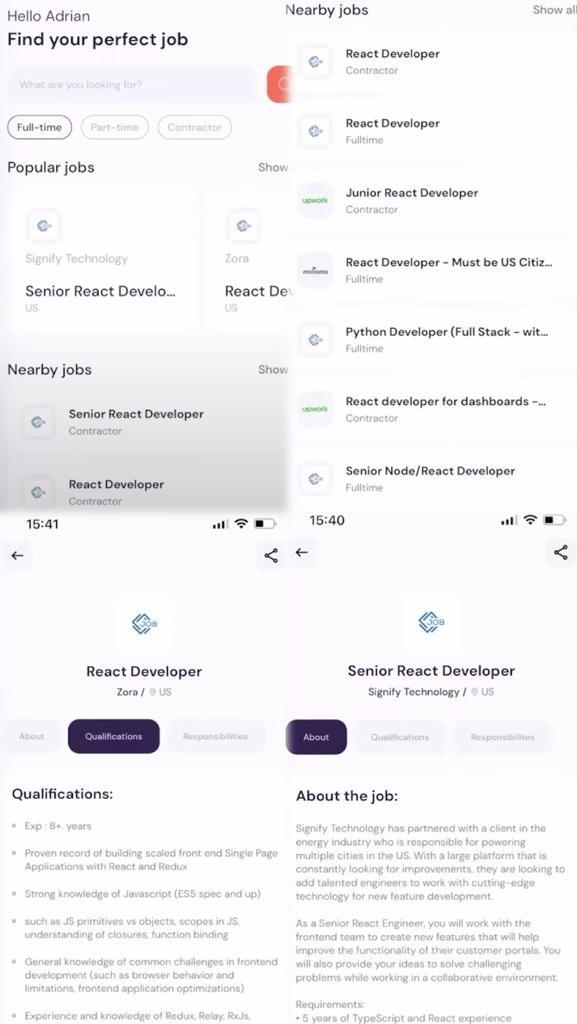 Hello Adrian
Find your perfect job
What are you looking for?
Full-time
Part-time
Contractor
Popular jobs
Show
Signify Technology
Senior React Develo...
US
Zora
React De
US
Nearby jobs
Show
Senior React Developer
Contractor
React Developer
Contractor
Nearby jobs
Show all
React Developer
Contractor
React Developer
Fulltime
upwork
Junior React Developer
Contractor
React Developer - Must be US Citiz...
Fulltime
Python Developer (Full Stack - wit...
Fulltime
upwork
React developer for dashboards -...
Contractor
Senior Node/React Developer
Fulltime
15:41
JOB
React Developer
Zora / US
About
Qualifications
Responsibilities
Qualifications:
Exp : 8+. years
Proven record of building scaled front end Single Page
Applications with React and Redux
Strong knowledge of Javascript (ES5 spec and up)
such as JS primitives vs objects, scopes in JS,
understanding of closures, function binding
General knowledge of common challenges in frontend
development (such as browser behavior and
limitations, frontend application optimizations)
Experience and knowledge of Redux, Relay, RxJs,
15:40
JOB
Senior React Developer
Signify Technology / US
About
Qualifications
Responsibilites
About the job:
Signify Technology has partnered with a client in the
energy industry who is responsible for powering
multiple cities in the US. With a large platform that is
constantly looking for improvements, they are looking to
add talented engineers to work with cutting-edge
technology for new feature development.
As a Senior React Engineer, you will work with the
frontend team to create new features that will help
improve the functionality of their customer portals. You
will also provide your ideas to solve challenging
problems while working in a collaborative environment.
Requirements:
• 5 years of TypeScript and React experience